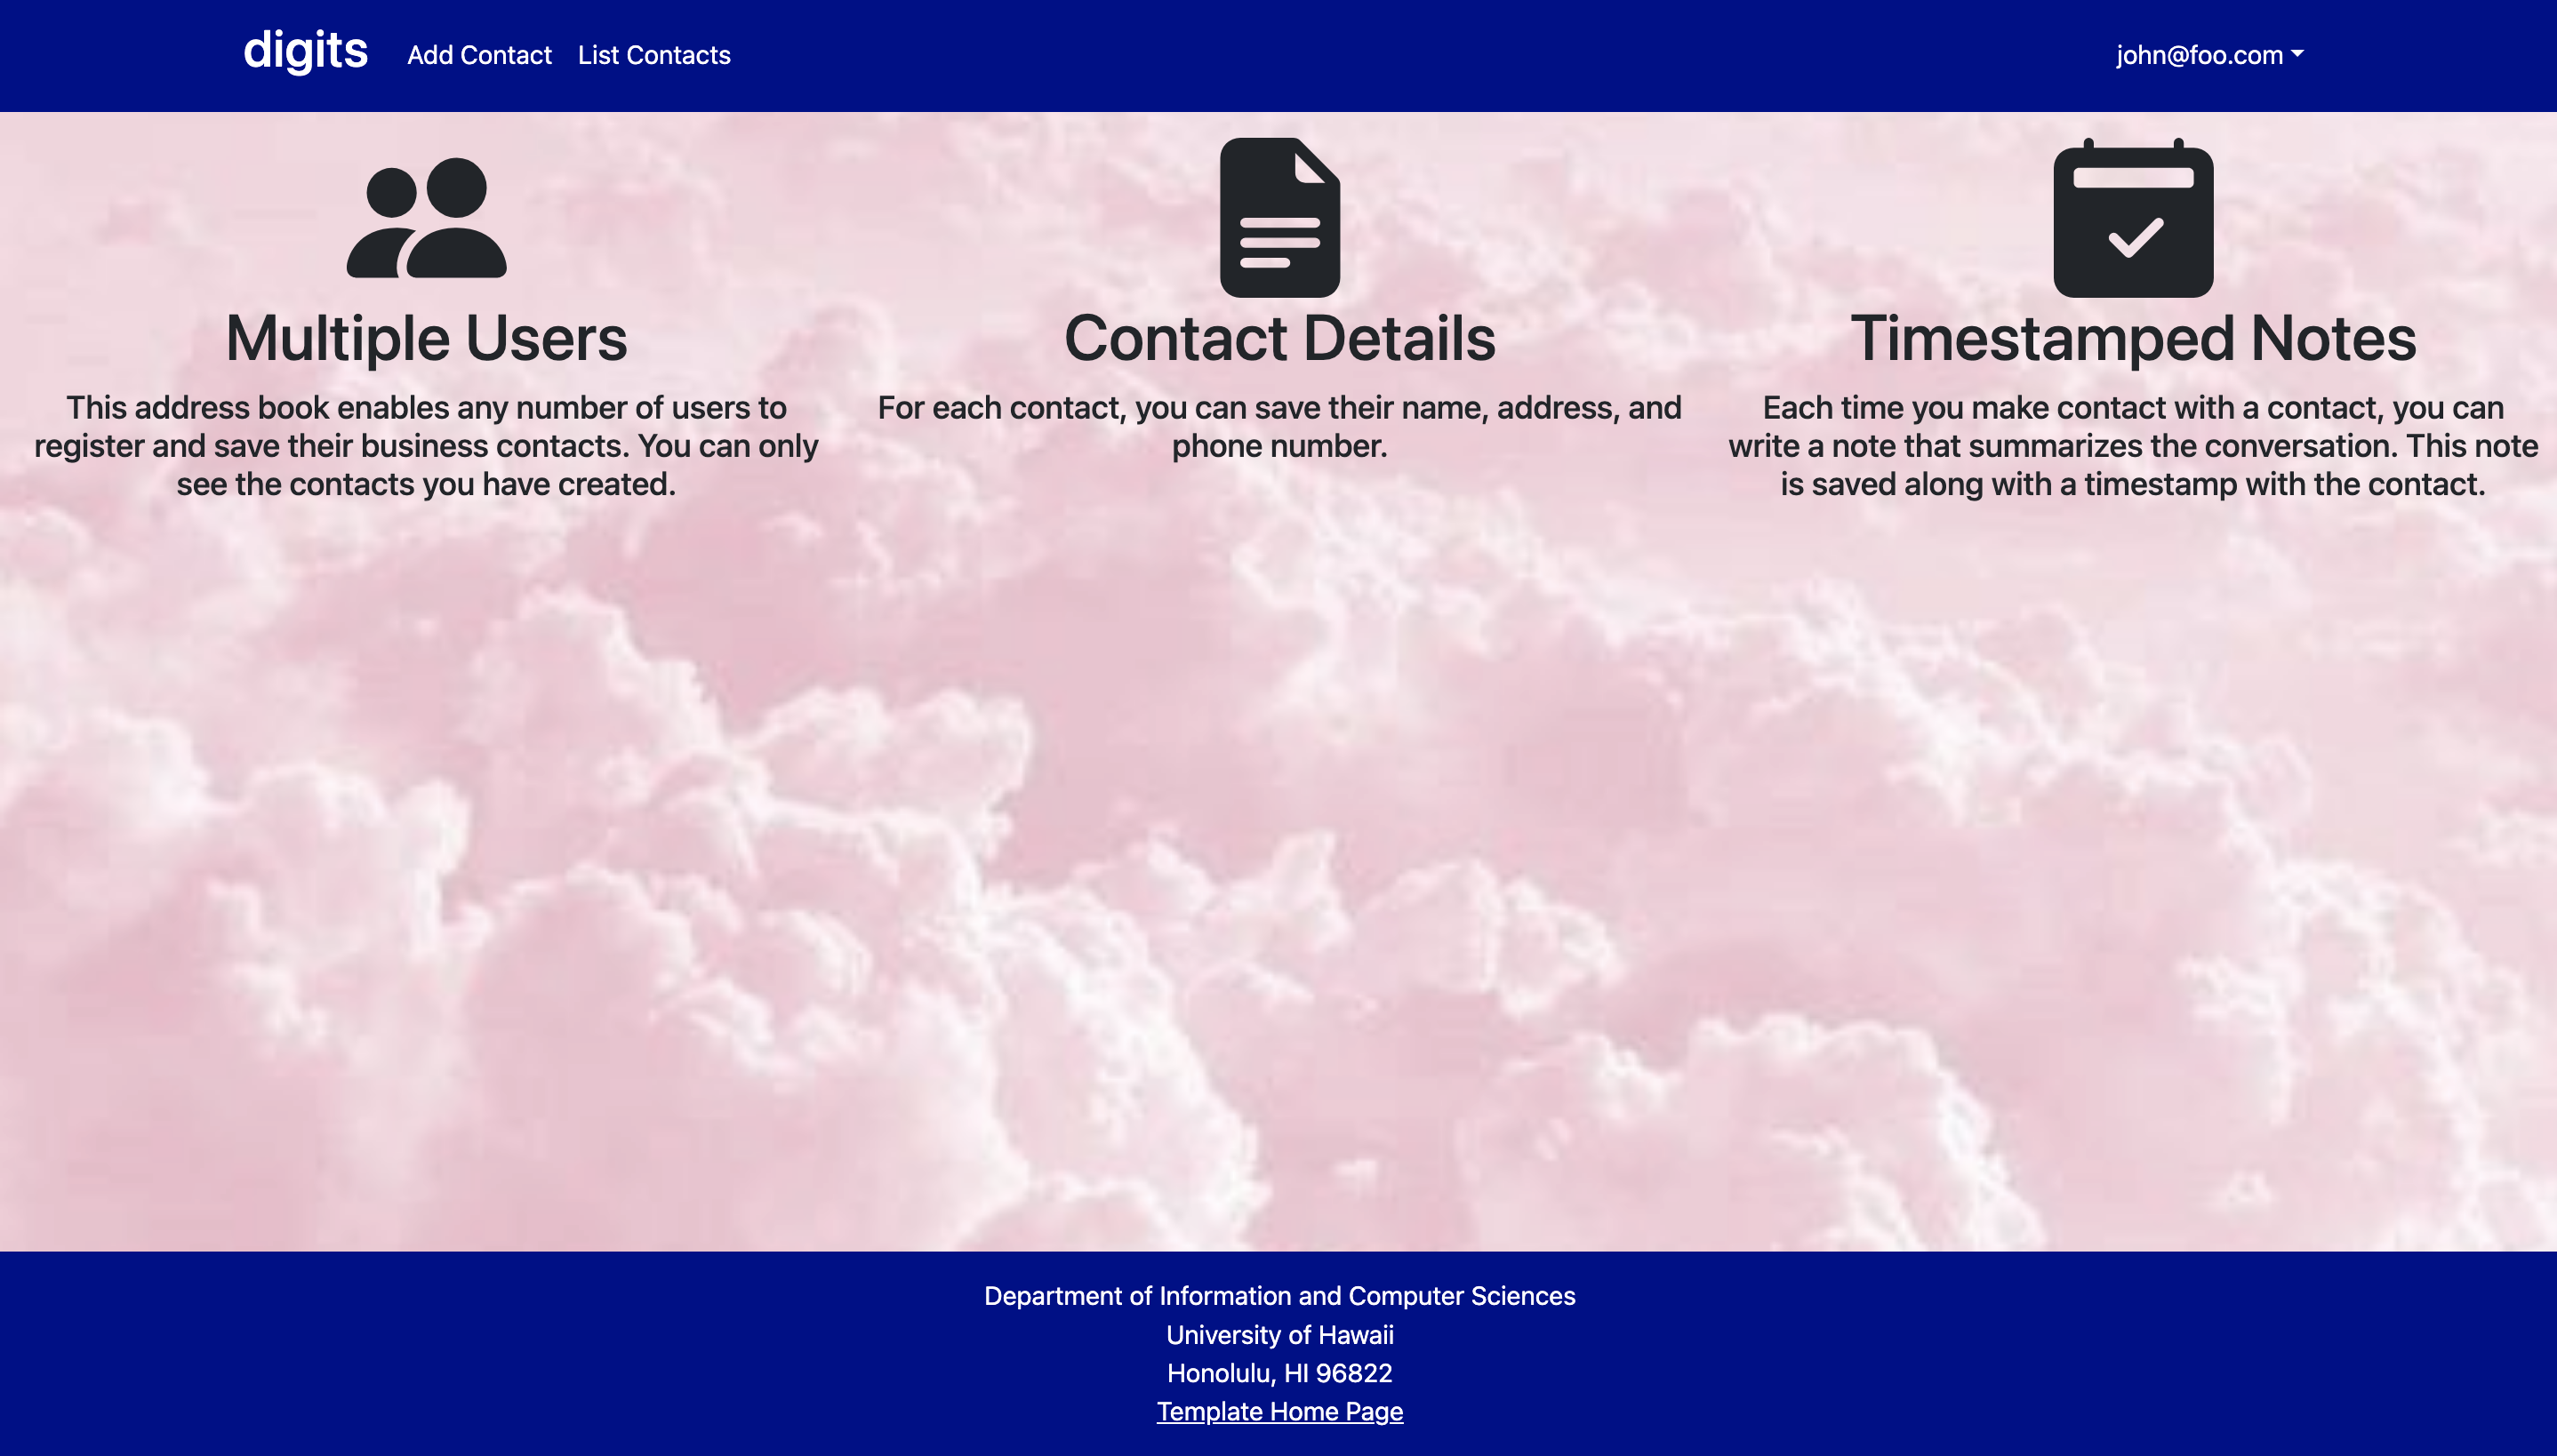 digits
Add Contact
List Contacts
john@foo.com
Multiple Users
This address book enables any number of users to
register and save their business contacts. You can only
see the contacts you have created.
Contact Details
For each contact, you can save their name, address, and
phone number.
Timestamped Notes
Each time you make contact with a contact, you can
write a note that summarizes the conversation. This note
is saved along with a timestamp with the contact.
Department of Information and Computer Sciences
University of Hawaii
Honolulu, HI 96822
Template Home Page